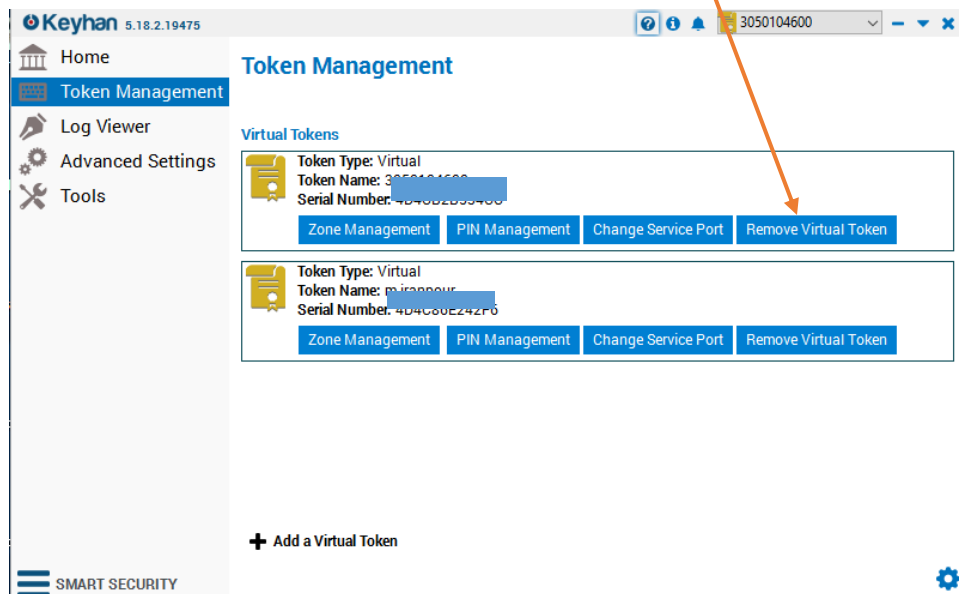 Keyhan 5.18.2.19475
3050104600
Home
Token Management
Log Viewer
Advanced Settings
Tools
SMART SECURITY
Token Management
Virtual Tokens
Token Type: Virtual
Token Name:
Serial Number:
Zone Management PIN Management Change Service Port Remove Virtual Token
Token Type: Virtual
Token Name:
Serial Number:
Zone Management PIN Management Change Service Port Remove Virtual Token
Add a Virtual Token